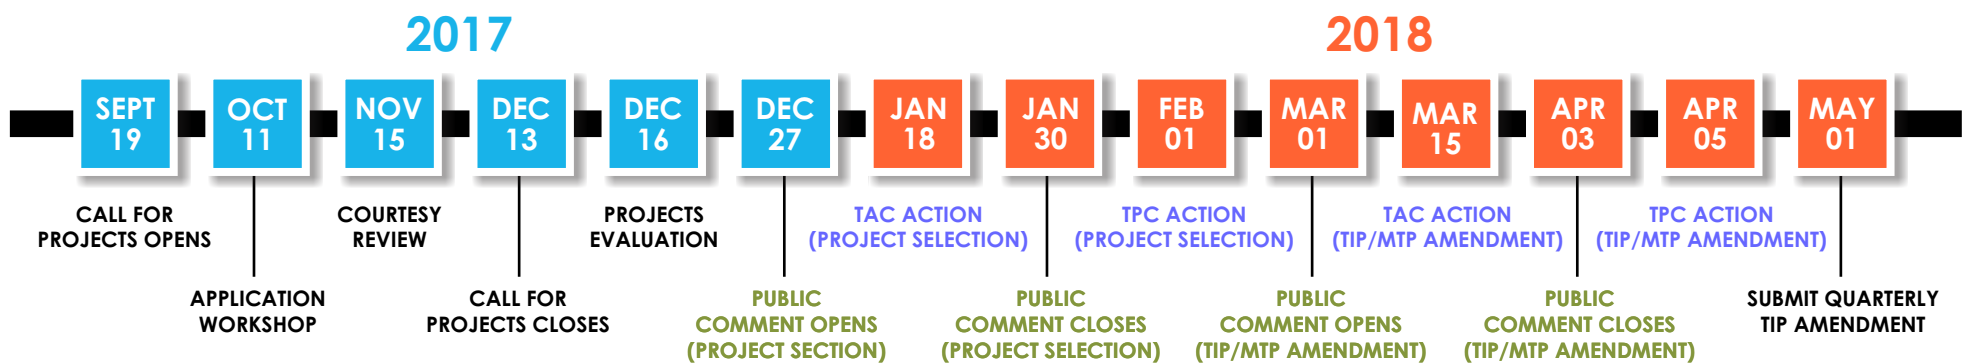 2017
2018
SEPT
19
OCT
11
NOV
15
DEC
13
DEC
16
DEC
27
JAN
18
JAN
30
FEB
01
MAR
01
MAR
15
APR
03
APR
05
MAY
01
CALL FOR
PROJECTS OPENS
COURTESY
REVIEW
PROJECTS
EVALUATION
TAC ACTION
(PROJECT SELECTION)
TPC ACTION
(PROJECT SELECTION)
TAC ACTION
(TIP/MTP AMENDMENT)
TPC ACTION
(TIP/MTP AMENDMENT)
APPLICATION
WORKSHOP
CALL FOR
PROJECTS CLOSES
PUBLIC
COMMENT OPENS
(PROJECT SECTION)
PUBLIC
COMMENT CLOSES
(PROJECT SELECTION)
PUBLIC
COMMENT OPENS
(TIP/MTP AMENDMENT)
PUBLIC
COMMENT CLOSES
(TIP/MTP AMENDMENT)
SUBMIT QUARTERLY
TIP AMENDMENT